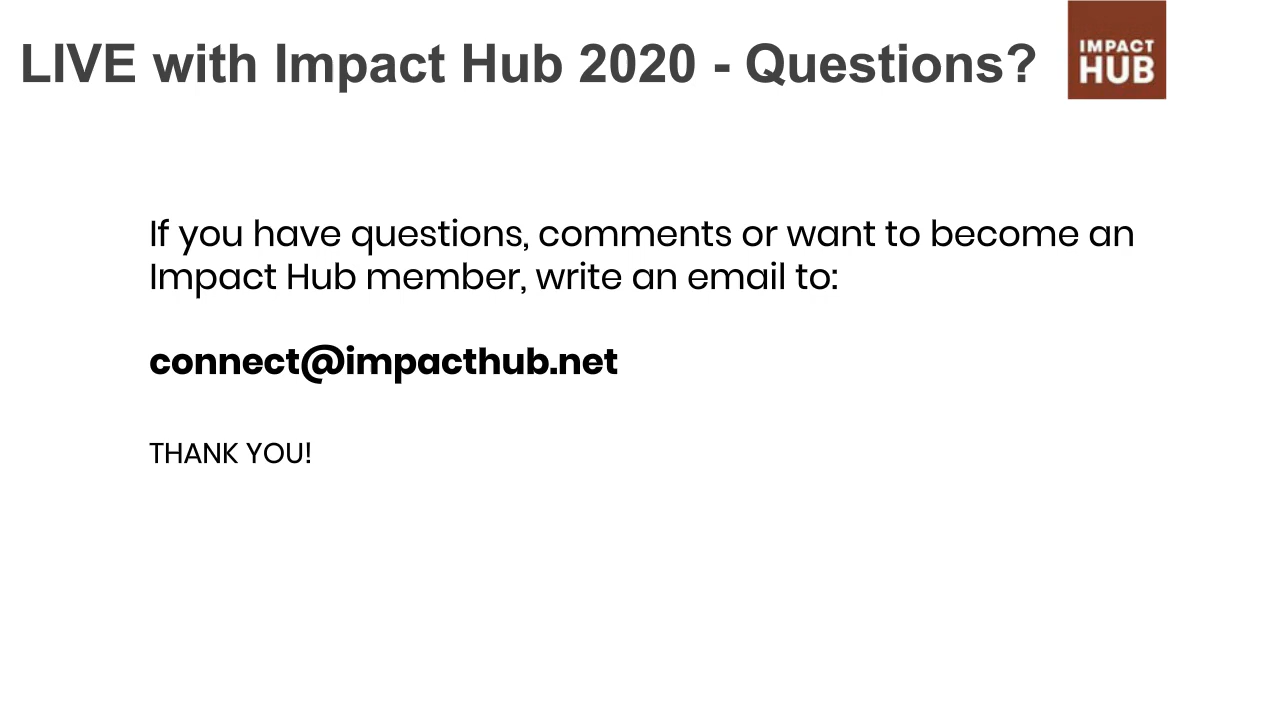 LIVE with Impact Hub 2020 - Questions?
IMPACT
HUB
If you have questions, comments or want to become an
Impact Hub member, write an email to:
connect@impacthub.net
THANK YOU!